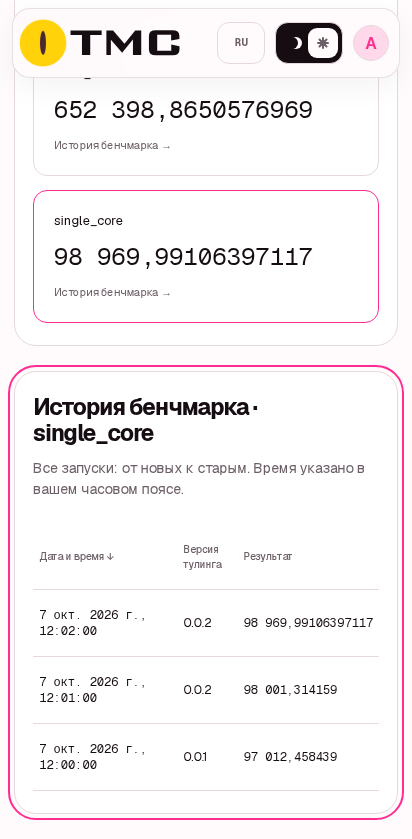 TMC
RU
A
652 398,8650576969
История бенчмарка →
single_core
98 969,99106397117
История бенчмарка →
История бенчмарка ·
single_core
Все запуски: от новых к старым. Время указано в
вашем часовом поясе.
Дата и время ↓
Версия
тулинга
Результат
7 окт. 2026 г.,
12:02:00
0.0.2
98 969,99106397117
7 окт. 2026 г.,
12:01:00
0.0.2
98 001,314159
7 окт. 2026 г.,
12:00:00
0.0.1
97 012,458439